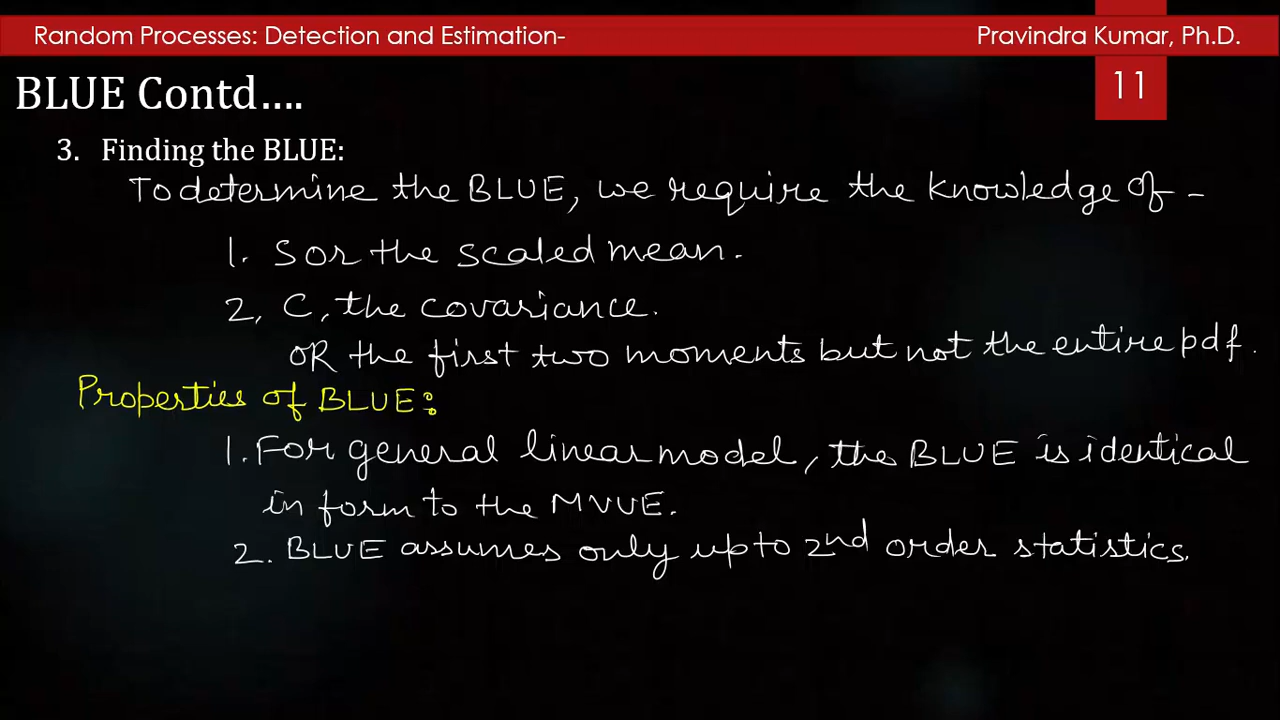 Random Processes: Detection and Estimation-
Pravindra Kumar, Ph.D.
BLUE Contd....
11
3. Finding the BLUE:
To determine the BLUE, we require the knowledge of -
1. S or the scaled mean.
2, C, the covariance.
OR the first two moments but not the entire pdf.
Properties of BLUE:
1. For general linear model, the BLUE is identical
in form to the MVUE.
2. BLUE assumes only up to 2nd order statistics.